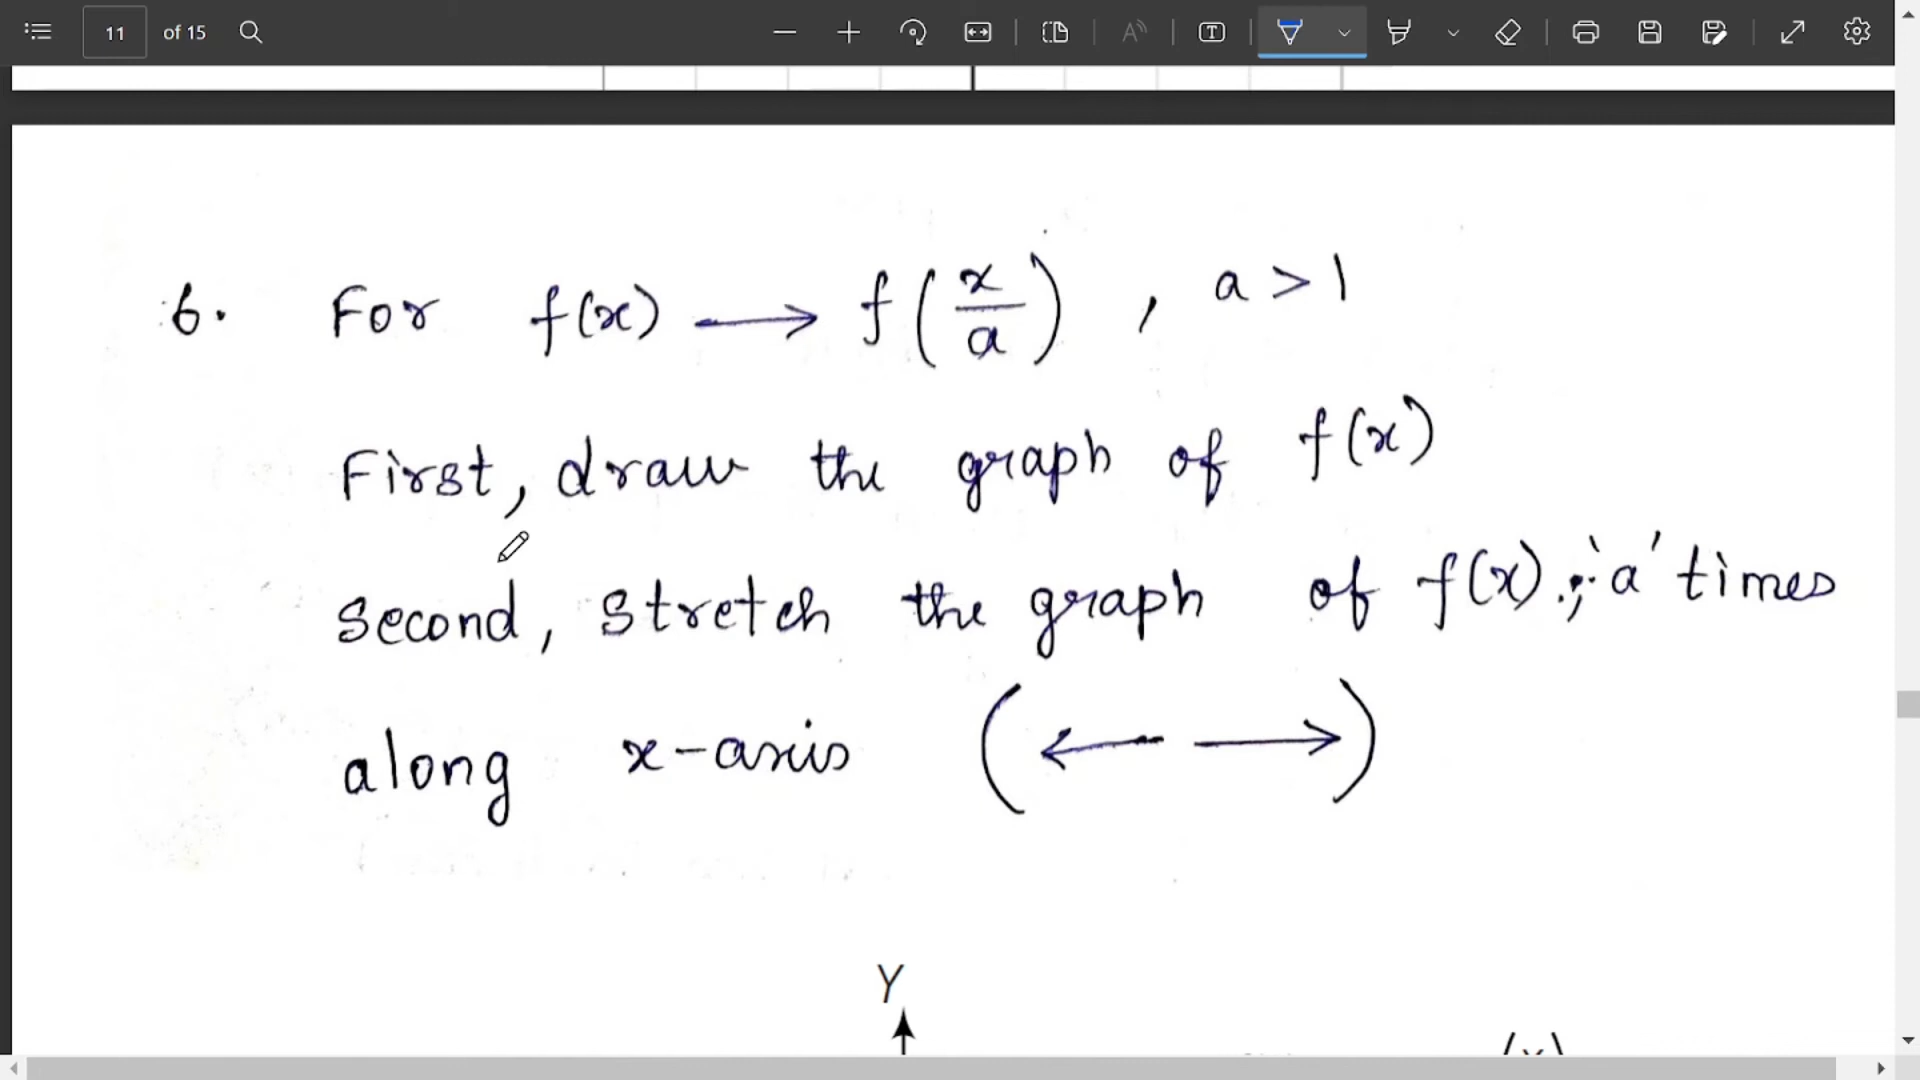 11 of 15
6. For f(x) → f(x/a) , a > 1
First, draw the graph of f(x)
Second, stretch the graph of f(x), 'a' times
along x-axis (← →)
Y